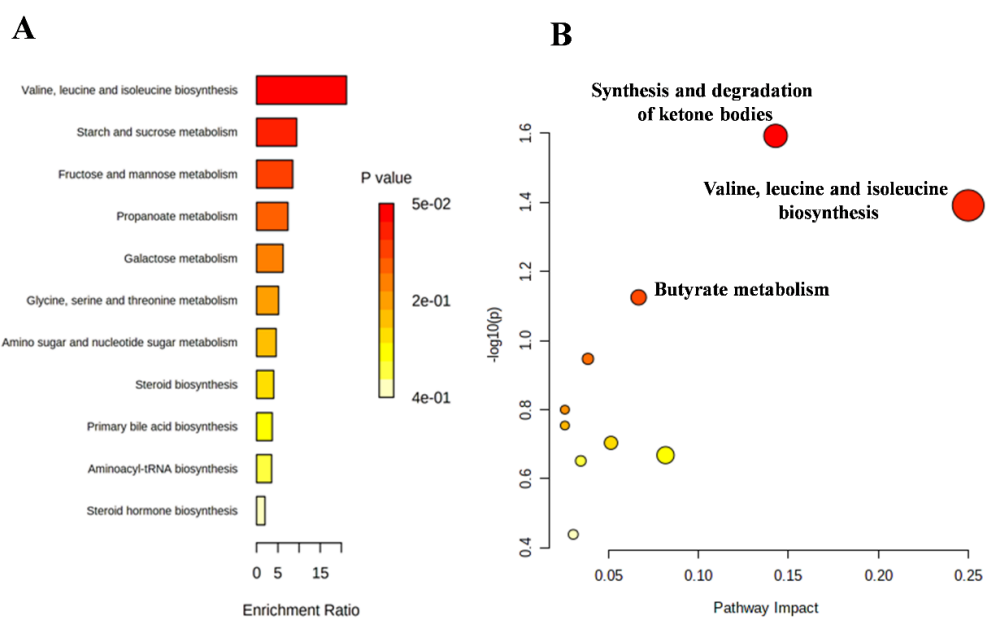 A
Valine, leucine and isoleucine biosynthesis
Starch and sucrose metabolism
Fructose and mannose metabolism
Propanoate metabolism
Galactose metabolism
Glycine, serine and threonine metabolism
Amino sugar and nucleotide sugar metabolism
Steroid biosynthesis
Primary bile acid biosynthesis
Aminoacyl-tRNA biosynthesis
Steroid hormone biosynthesis
0 5 15
Enrichment Ratio
P value
5e-02
2e-01
4e-01
B
Synthesis and degradation
of ketone bodies
Valine, leucine and isoleucine
biosynthesis
Butyrate metabolism
-log10(p)
1.6
1.4
1.2
1.0
0.8
0.6
0.4
0.05 0.10 0.15 0.20 0.25
Pathway Impact